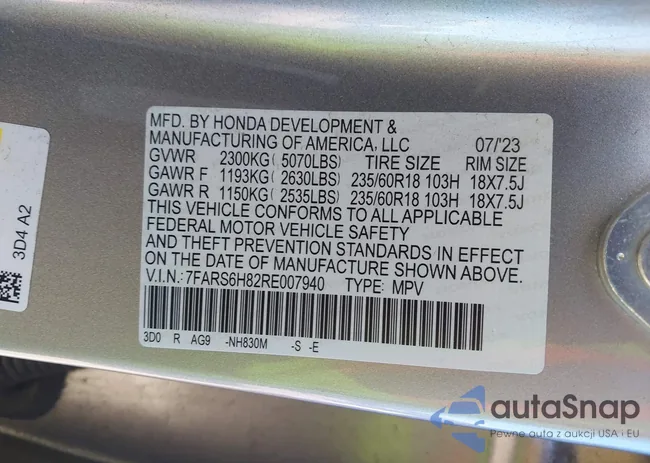 MFD. BY HONDA DEVELOPMENT &
MANUFACTURING OF AMERICA, LLC 07/'23
GVWR 2300KG (5070LBS) TIRE SIZE RIM SIZE
GAWR F 1193KG (2630LBS) 235/60R18 103H 18X7.5J
GAWR R 1150KG (2535LBS) 235/60R18 103H 18X7.5J
THIS VEHICLE CONFORMS TO ALL APPLICABLE
FEDERAL MOTOR VEHICLE SAFETY
AND THEFT PREVENTION STANDARDS IN EFFECT
ON THE DATE OF MANUFACTURE SHOWN ABOVE.
V.I.N.: 7FARS6H82RE007940 TYPE: MPV
3D0 R AG9 -NH830M -S -E
3D4 A2
autaSnap
Pewne auta z aukcji USA i EU